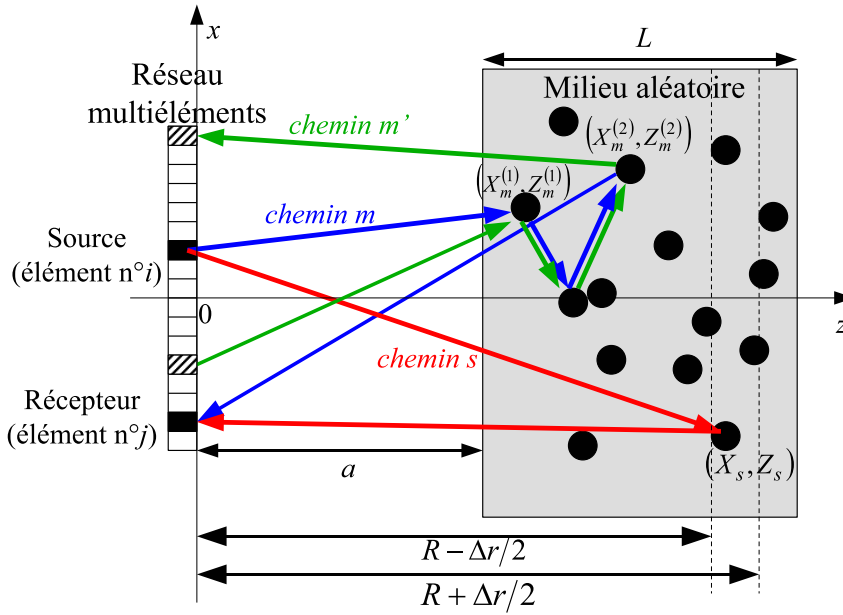 x
L
Réseau
multiéléments
Milieu aléatoire
chemin m’
(X_m^(2), Z_m^(2))
(X_m^(1), Z_m^(1))
chemin m
Source
(élément n°i)
0
z
chemin s
Récepteur
(élément n°j)
(X_s, Z_s)
a
R − Δr/2
R + Δr/2